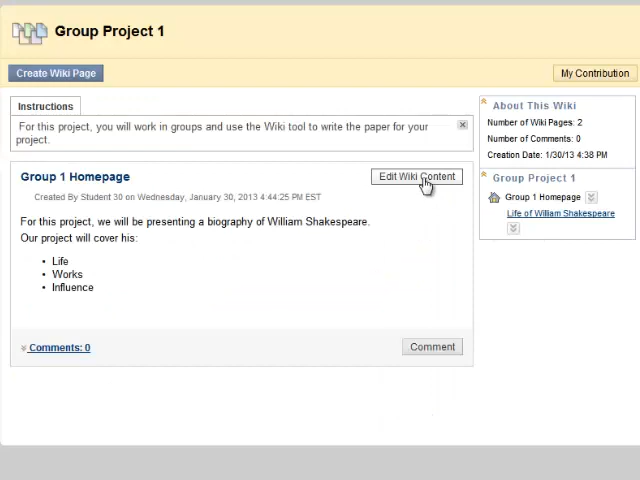 Group Project 1
Create Wiki Page
My Contribution
Instructions
For this project, you will work in groups and use the Wiki tool to write the paper for your
project.
Group 1 Homepage
Edit Wiki Content
Created By Student 30 on Wednesday, January 30, 2013 4:44:25 PM EST
For this project, we will be presenting a biography of William Shakespeare.
Our project will cover his:
• Life
• Works
• Influence
Comments: 0
Comment
About This Wiki
Number of Wiki Pages: 2
Number of Comments: 0
Creation Date: 1/30/13 4:38 PM
Group Project 1
Group 1 Homepage
Life of William Shakespeare